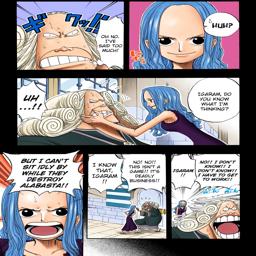 OH NO.
I'VE
SAID TOO
MUCH!
HUH?
UH
...!!
IGARAM, DO
YOU KNOW
WHAT I'M
THINKING?
BUT I CAN'T
SIT IDLY BY
WHILE THEY
DESTROY
ALABASTA!!
I KNOW
THAT,
IGARAM!
NO! NO!!
THIS ISN'T
A GAME!! IT'S
DEADLY
BUSINESS!!
IGARAM
NO!! I DON'T
KNOW!! I
DON'T KNOW!!
I HAVE TO GET
TO WORK!!